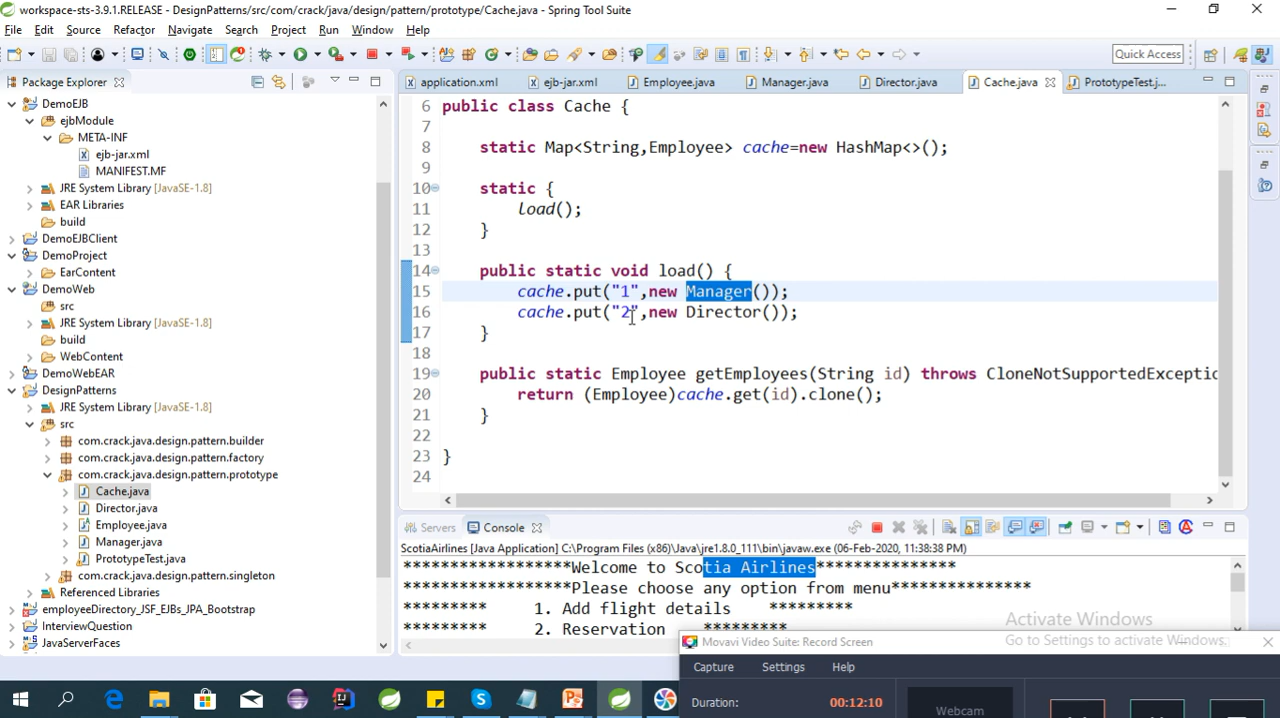 workspace-sts-3.9.1.RELEASE - DesignPatterns/src/com/crack/java/design/pattern/prototype/Cache.java - Spring Tool Suite
File Edit Source Refactor Navigate Search Project Run Window Help
Quick Access
Package Explorer
DemoEJB
ejbModule
META-INF
ejb-jar.xml
MANIFEST.MF
JRE System Library [JavaSE-1.8]
EAR Libraries
build
DemoEJBClient
DemoProject
EarContent
DemoWeb
src
JRE System Library [JavaSE-1.8]
build
WebContent
DemoWebEAR
DesignPatterns
JRE System Library [JavaSE-1.8]
src
com.crack.java.design.pattern.builder
com.crack.java.design.pattern.factory
com.crack.java.design.pattern.prototype
Cache.java
Director.java
Employee.java
Manager.java
PrototypeTest.java
com.crack.java.design.pattern.singleton
Referenced Libraries
employeeDirectory_JSF_EJBs_JPA_Bootstrap
InterviewQuestion
JavaServerFaces
application.xml ejb-jar.xml Employee.java Manager.java Director.java Cache.java PrototypeTest.j...
6 public class Cache {
7
8 static Map<String,Employee> cache=new HashMap<>();
9
10 static {
11 load();
12 }
13
14 public static void load() {
15 cache.put("1",new Manager());
16 cache.put("2",new Director());
17 }
18
19 public static Employee getEmployees(String id) throws CloneNotSupportedExceptio
20 return (Employee)cache.get(id).clone();
21 }
22
23 }
24
Servers Console
ScotiaAirlines [Java Application] C:\Program Files (x86)\Java\jre1.8.0_111\bin\javaw.exe (06-Feb-2020, 11:38:38 PM)
******************Welcome to Scotia Airlines***************
******************Please choose any option from menu***************
********* 1. Add flight details *********
********* 2. Reservation *********
Activate Windows
Go to Settings to activate Windows.
Movavi Video Suite: Record Screen
Capture Settings Help
Duration: 00:12:10
Webcam